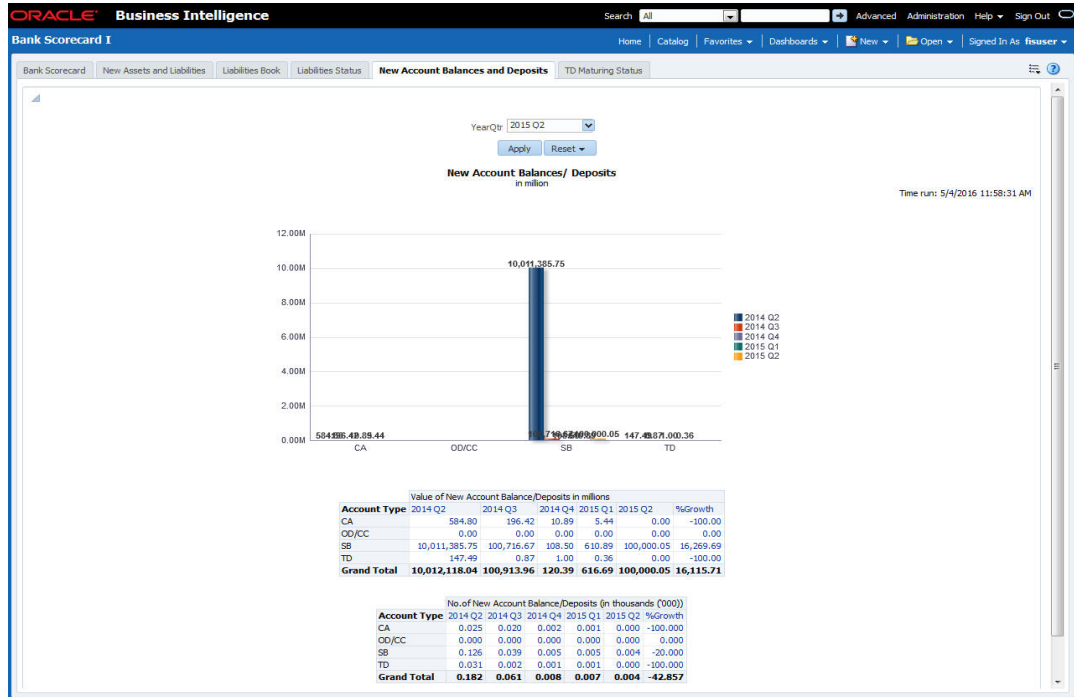 ORACLE Business Intelligence Search All Advanced Administration Help Sign Out
Bank Scorecard I Home Catalog Favorites Dashboards New Open Signed In As fisuser
Bank Scorecard New Assets and Liabilities Liabilities Book Liabilities Status New Account Balances and Deposits TD Maturing Status
YearQtr 2015 Q2
Apply Reset
New Account Balances/ Deposits
in million
Time run: 5/4/2016 11:58:31 AM
12.00M
10,011,385.75
10.00M
8.00M
2014 Q2
2014 Q3
2014 Q4
2015 Q1
2015 Q2
6.00M
4.00M
2.00M
0.00M
CA OD/CC SB TD
Value of New Account Balance/Deposits in millions
Account Type 2014 Q2 2014 Q3 2014 Q4 2015 Q1 2015 Q2 %Growth
CA 584.80 196.42 10.89 5.44 0.00 -100.00
OD/CC 0.00 0.00 0.00 0.00 0.00 0.00
SB 10,011,385.75 100,716.67 108.50 610.89 100,000.05 16,269.69
TD 147.49 0.87 1.00 0.36 0.00 -100.00
Grand Total 10,012,118.04 100,913.96 120.39 616.69 100,000.05 16,115.71
No.of New Account Balance/Deposits (in thousands ('000))
Account Type 2014 Q2 2014 Q3 2014 Q4 2015 Q1 2015 Q2 %Growth
CA 0.025 0.020 0.002 0.001 0.000 -100.000
OD/CC 0.000 0.000 0.000 0.000 0.000 0.000
SB 0.126 0.039 0.005 0.005 0.004 -20.000
TD 0.031 0.002 0.001 0.001 0.000 -100.000
Grand Total 0.182 0.061 0.008 0.007 0.004 -42.857